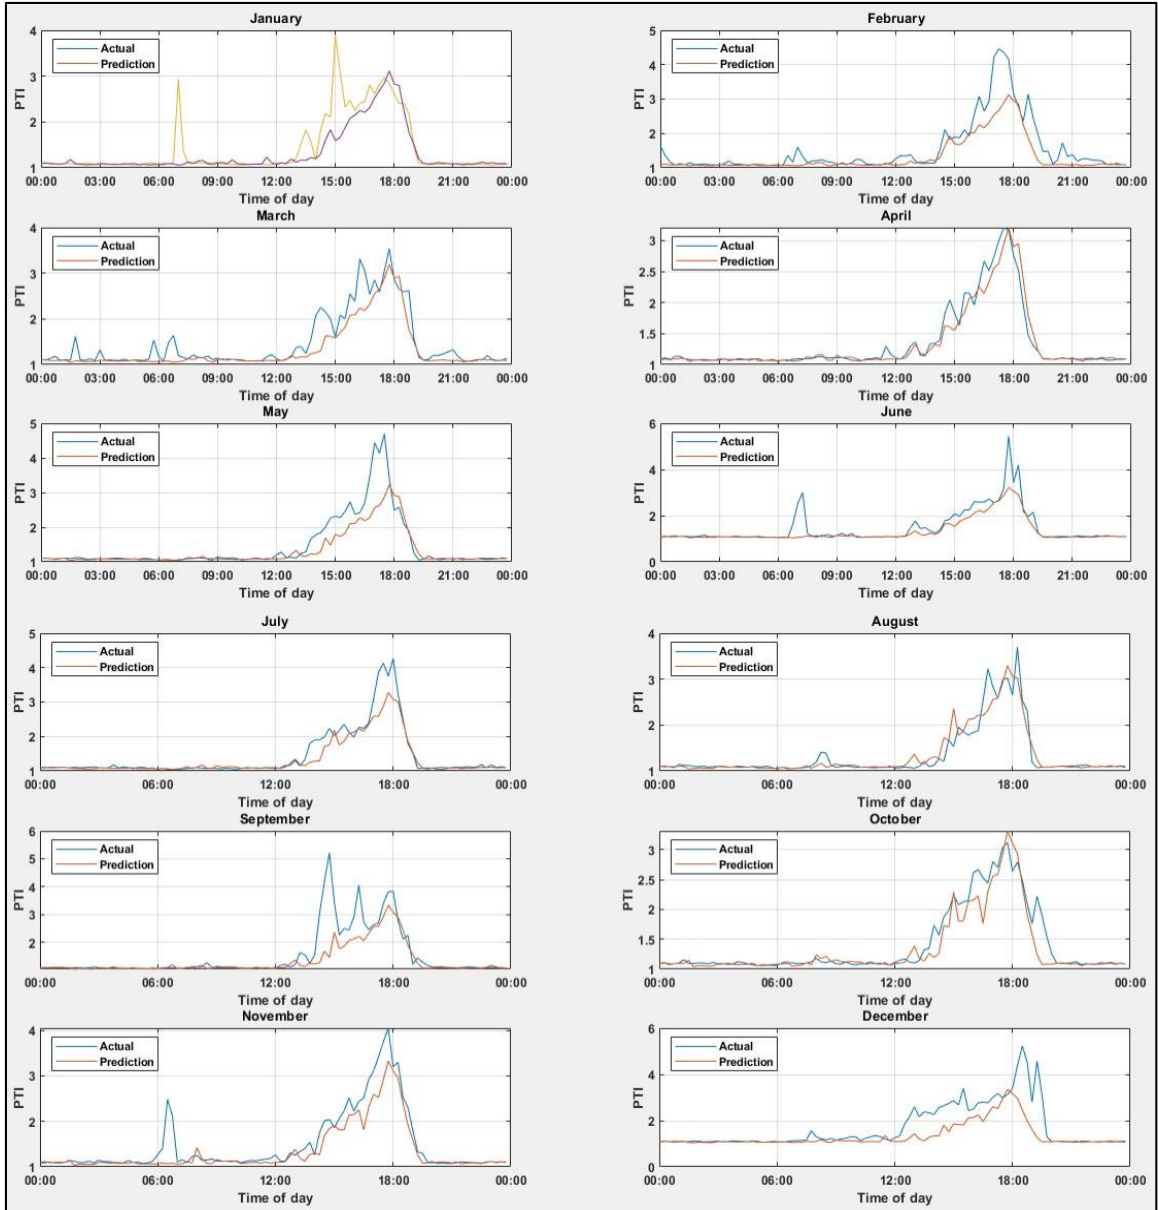 January
4
3
2
1
PTI
Actual
Prediction
00:00 03:00 06:00 09:00 12:00 15:00 18:00 21:00 00:00
Time of day
February
5
4
3
2
1
PTI
Actual
Prediction
00:00 03:00 06:00 09:00 12:00 15:00 18:00 21:00 00:00
Time of day
March
4
3
2
1
PTI
Actual
Prediction
00:00 03:00 06:00 09:00 12:00 15:00 18:00 21:00 00:00
Time of day
April
3
2.5
2
1.5
1
PTI
Actual
Prediction
00:00 03:00 06:00 09:00 12:00 15:00 18:00 21:00 00:00
Time of day
May
5
4
3
2
1
PTI
Actual
Prediction
00:00 03:00 06:00 09:00 12:00 15:00 18:00 21:00 00:00
Time of day
June
6
4
2
0
PTI
Actual
Prediction
00:00 03:00 06:00 09:00 12:00 15:00 18:00 21:00 00:00
Time of day
July
5
4
3
2
1
PTI
Actual
Prediction
00:00 06:00 12:00 18:00 00:00
Time of day
August
4
3
2
1
PTI
Actual
Prediction
00:00 06:00 12:00 18:00 00:00
Time of day
September
6
5
4
3
2
PTI
Actual
Prediction
00:00 06:00 12:00 18:00 00:00
Time of day
October
3
2.5
2
1.5
1
PTI
Actual
Prediction
00:00 06:00 12:00 18:00 00:00
Time of day
November
4
3
2
1
PTI
Actual
Prediction
00:00 06:00 12:00 18:00 00:00
Time of day
December
6
4
2
0
PTI
Actual
Prediction
00:00 06:00 12:00 18:00 00:00
Time of day